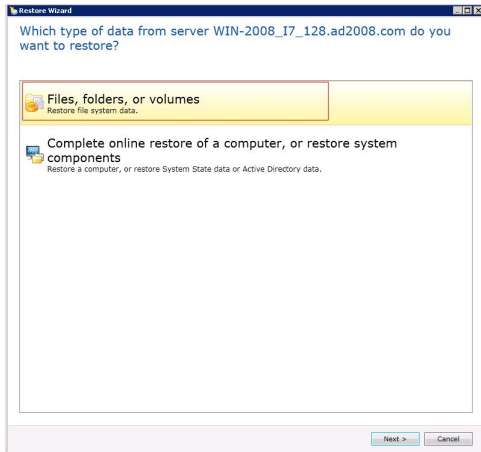 Restore Wizard
Which type of data from server WIN-2008_I7_128.ad2008.com do you
want to restore?
Files, folders, or volumes
Restore file system data.
Complete online restore of a computer, or restore system
components
Restore a computer, or restore System State data or Active Directory data.
Next >
Cancel